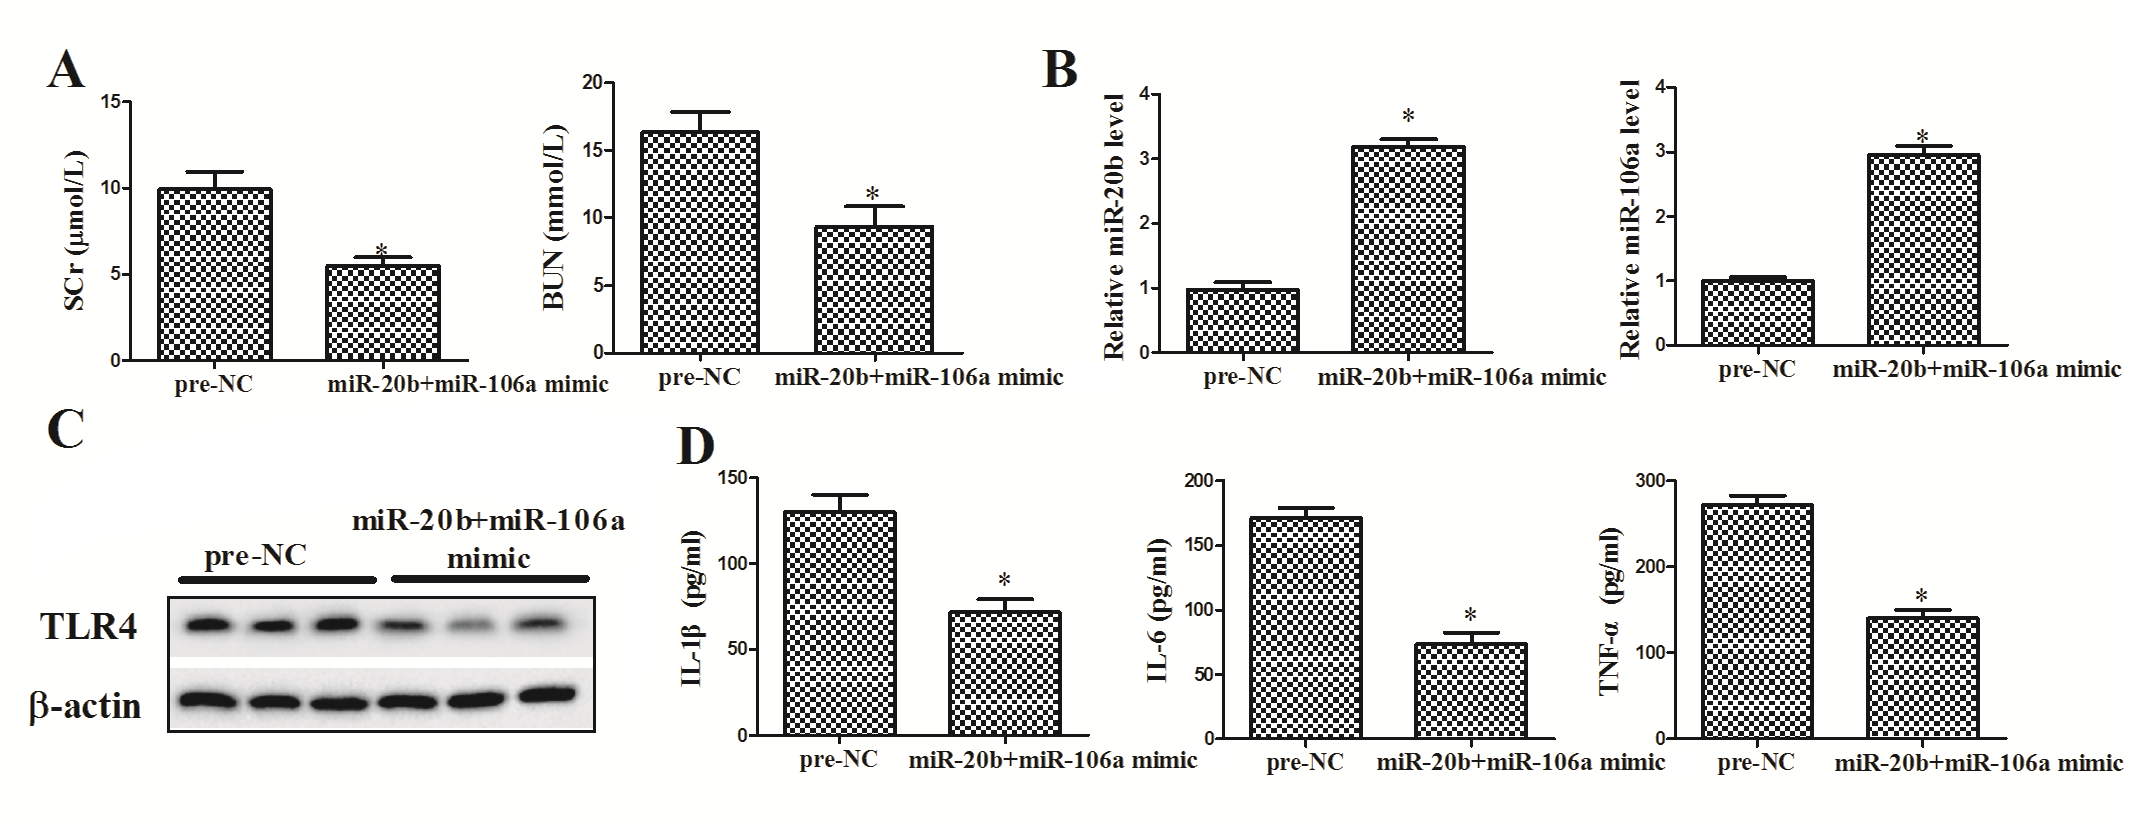 A
SCr (μmol/L)
15
10
5
0
pre-NC
miR-20b+miR-106a mimic
BUN (mmol/L)
20
15
10
5
0
*
*
pre-NC
miR-20b+miR-106a mimic
B
Relative miR-20b level
4
3
2
1
0
*
pre-NC
miR-20b+miR-106a mimic
Relative miR-106a level
4
3
2
1
0
*
pre-NC
miR-20b+miR-106a mimic
C
pre-NC
miR-20b+miR-106a
mimic
TLR4
β-actin
D
IL-1β (pg/ml)
150
100
50
0
*
pre-NC
miR-20b+miR-106a mimic
IL-6 (pg/ml)
200
150
100
50
0
*
pre-NC
miR-20b+miR-106a mimic
TNF-α (pg/ml)
300
200
100
0
*
pre-NC
miR-20b+miR-106a mimic